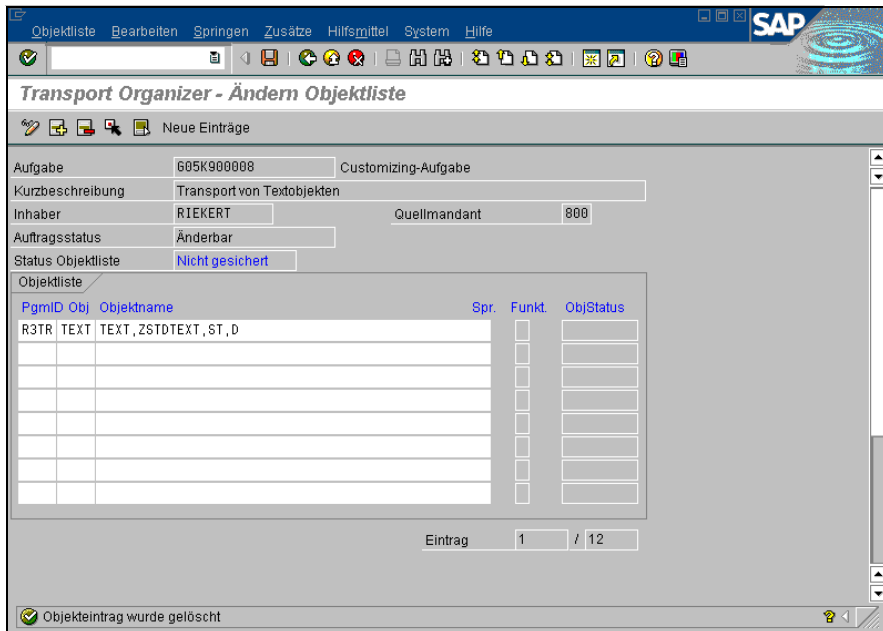 Objektliste Bearbeiten Springen Zusätze Hilfsmittel System Hilfe
SAP
Transport Organizer - Ändern Objektliste
Neue Einträge
Aufgabe G05K900008 Customizing-Aufgabe
Kurzbeschreibung Transport von Textobjekten
Inhaber RIEKERT Quellmandant 800
Auftragsstatus Änderbar
Status Objektliste Nicht gesichert
Objektliste
PgmID Obj Objektname Spr. Funkt. ObjStatus
R3TR TEXT TEXT,ZSTDTEXT,ST,D
Eintrag 1 / 12
Objekteintrag wurde gelöscht